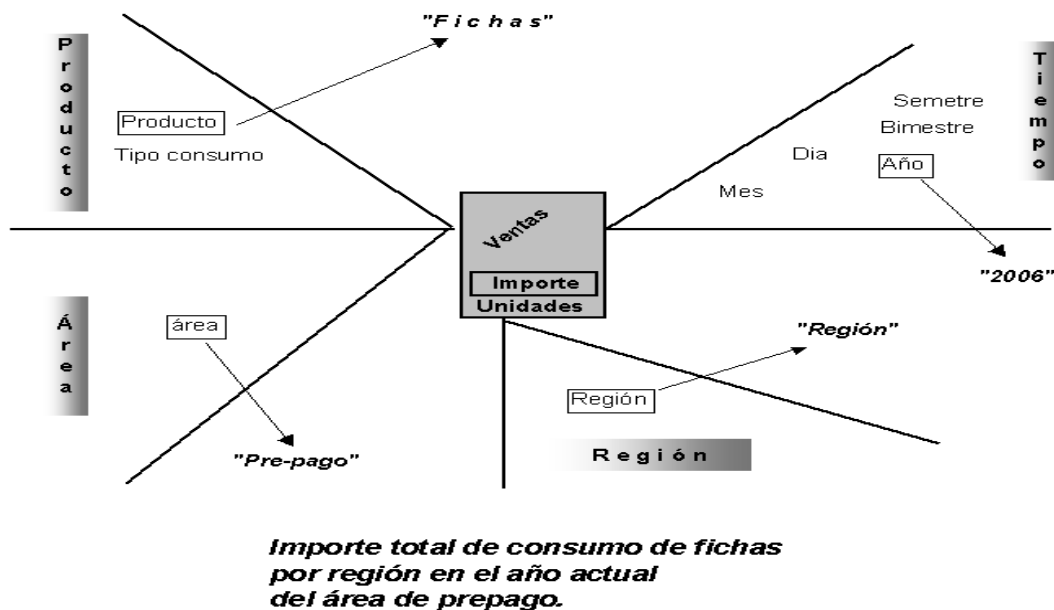 Producto
"Fichas"
Producto
Tipo consumo
Tiempo
Semetre
Bimestre
Dia
Año
Mes
"2006"
Ventas
Importe
Unidades
Área
área
"Pre-pago"
"Región"
Región
Región
Importe total de consumo de fichas
por región en el año actual
del área de prepago.